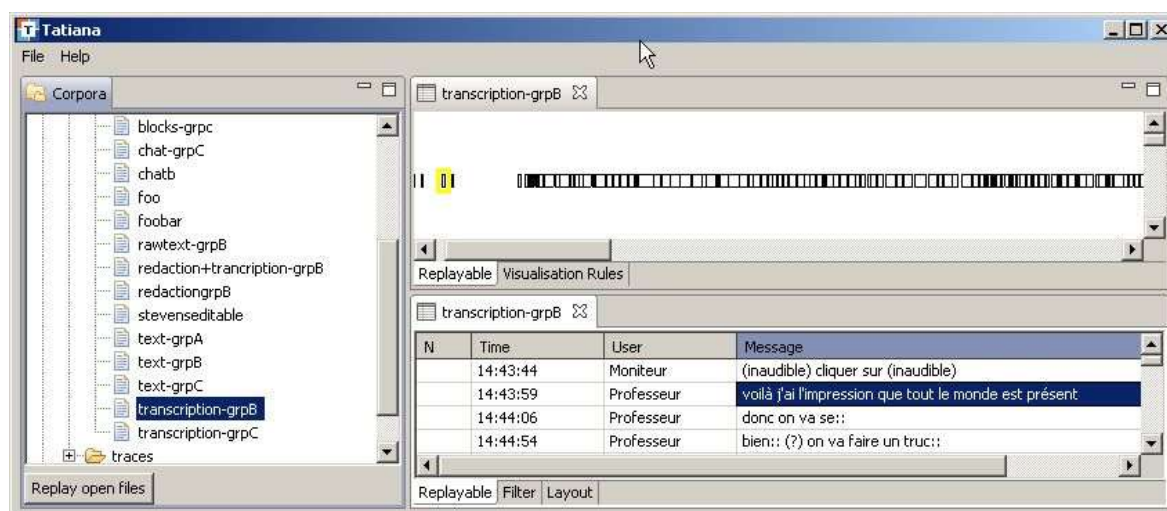 Tatiana
File Help
Corpora
blocks-grpc
chat-grpC
chatb
foo
foobar
rawtext-grpB
redaction+trancription-grpB
redactiongrpB
stevenseditable
text-grpA
text-grpB
text-grpC
transcription-grpB
transcription-grpC
traces
Replay open files
transcription-grpB
Replayable Visualisation Rules
transcription-grpB
N Time User Message
14:43:44 Moniteur (inaudible) cliquer sur (inaudible)
14:43:59 Professeur voilà j'ai l'impression que tout le monde est présent
14:44:06 Professeur donc on va se::
14:44:54 Professeur bien:: (?) on va faire un truc::
Replayable Filter Layout